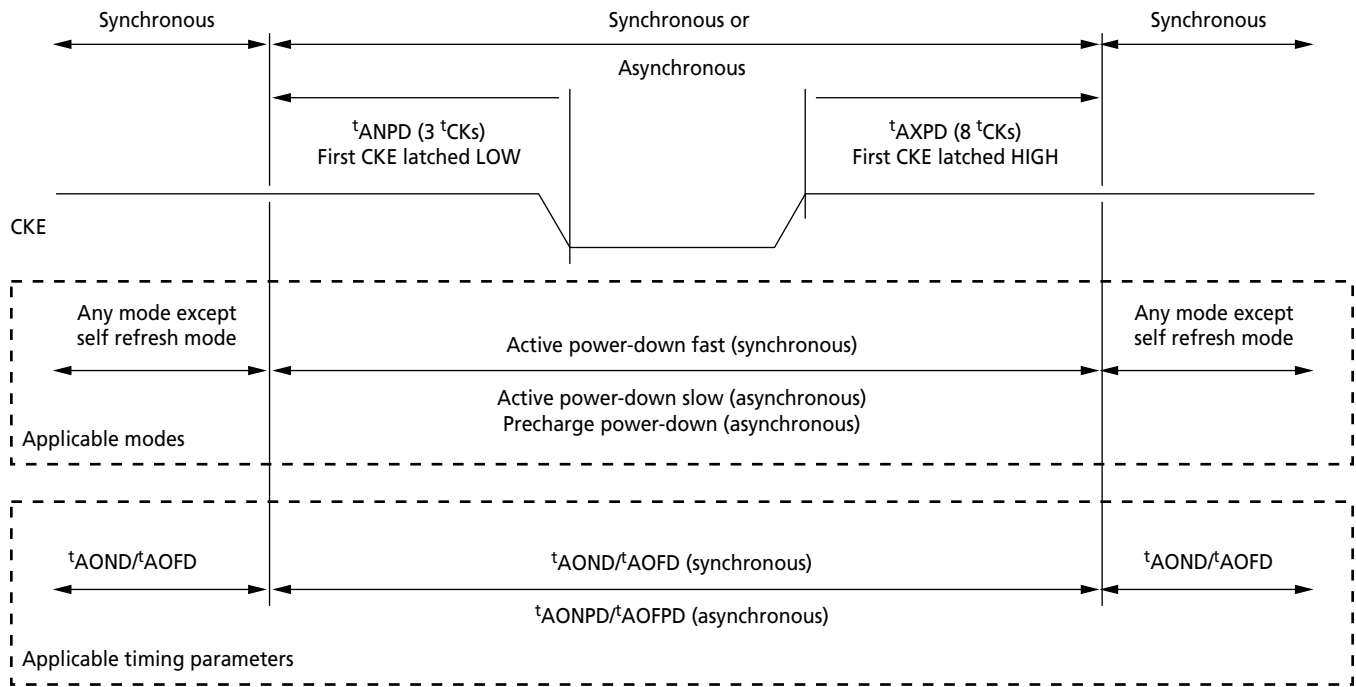 Synchronous
Synchronous or
Synchronous
Asynchronous
tANPD (3 tCKs)
First CKE latched LOW
tAXPD (8 tCKs)
First CKE latched HIGH
CKE
Any mode except
self refresh mode
Active power-down fast (synchronous)
Any mode except
self refresh mode
Active power-down slow (asynchronous)
Precharge power-down (asynchronous)
Applicable modes
tAOND/tAOFD
tAOND/tAOFD (synchronous)
tAOND/tAOFD
tAONPD/tAOFPD (asynchronous)
Applicable timing parameters